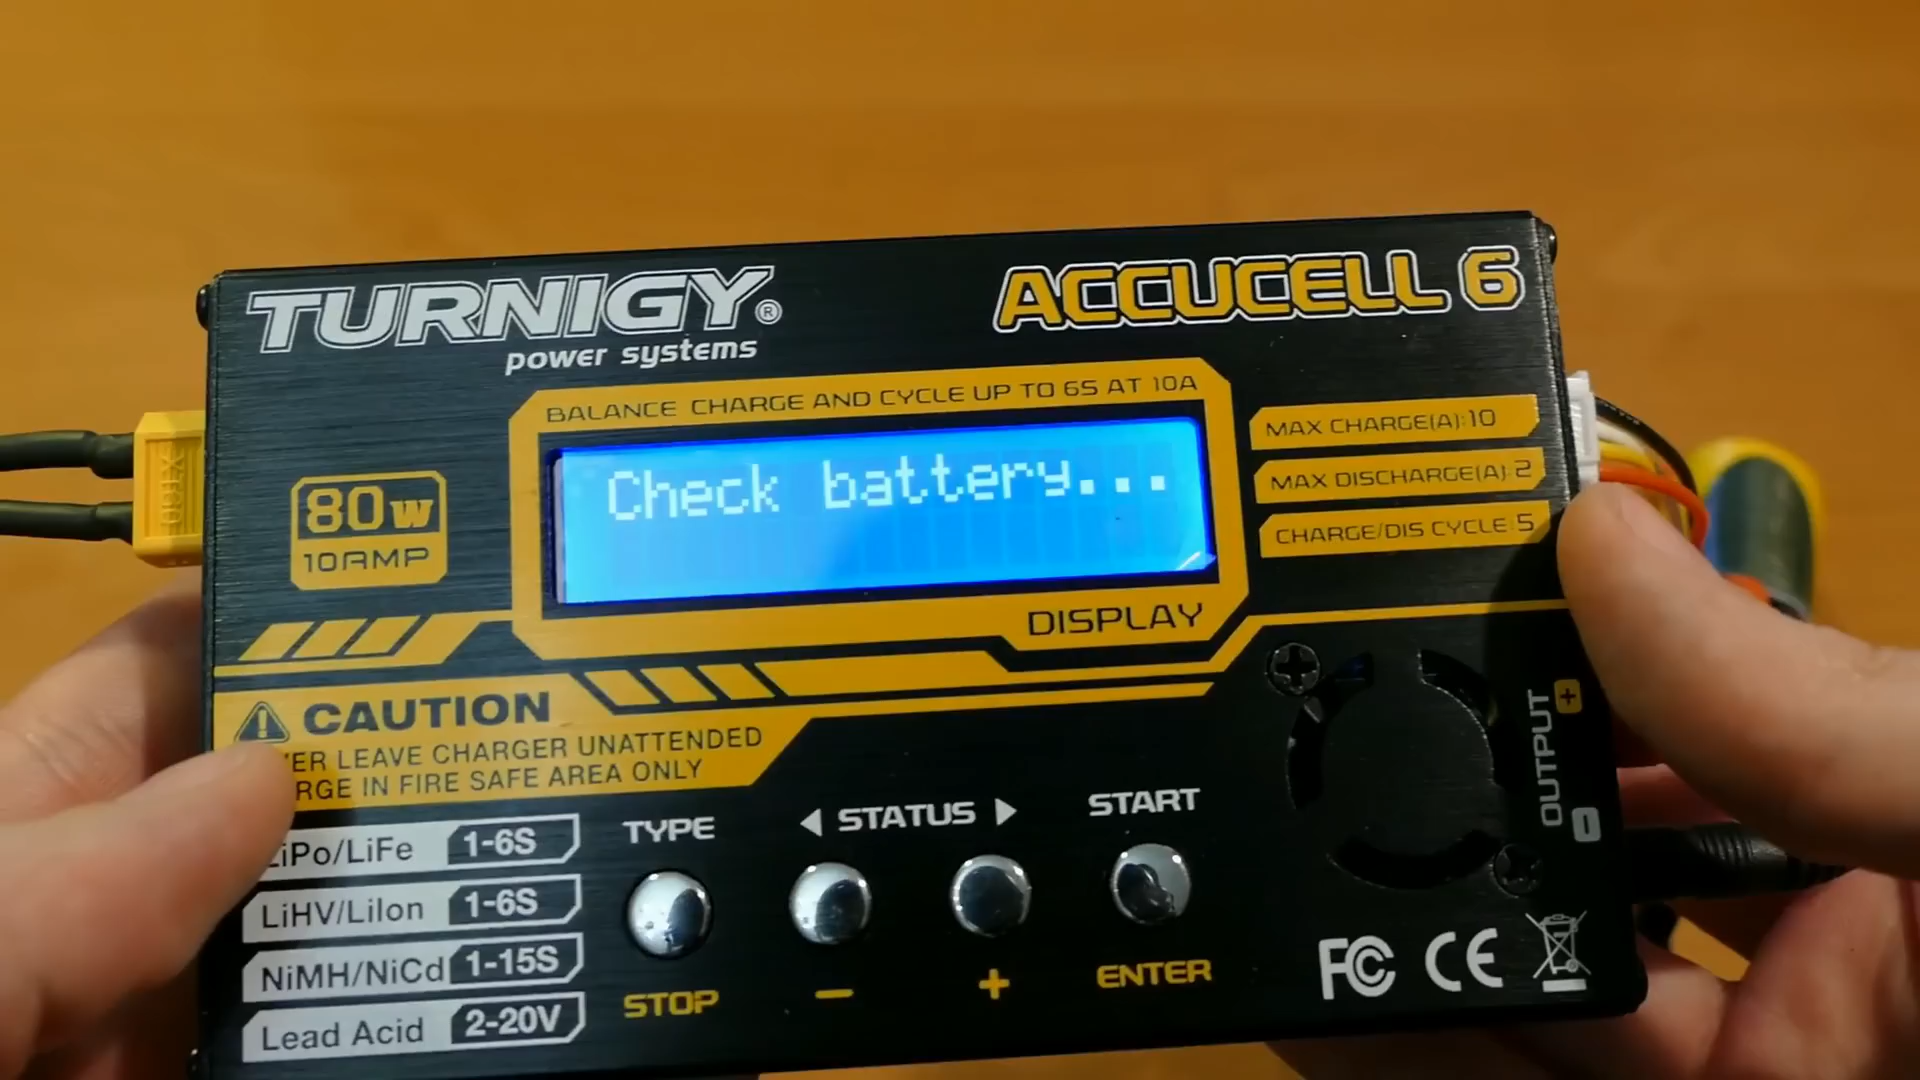 TURNIGY®
power systems
ACCUCELL 6
BALANCE CHARGE AND CYCLE UP TO 6S AT 10A
Check battery...
DISPLAY
80W
10AMP
MAX CHARGE(A):10
MAX DISCHARGE(A):2
CHARGE/DIS CYCLE:5
CAUTION
LEAVE CHARGER UNATTENDED
IN FIRE SAFE AREA ONLY
LiPo/LiFe 1-6S
LiHV/LiIon 1-6S
NiMH/NiCd 1-15S
Lead Acid 2-20V
TYPE
STATUS
START
STOP
–
+
ENTER
OUTPUT
+
FC CE
XT60